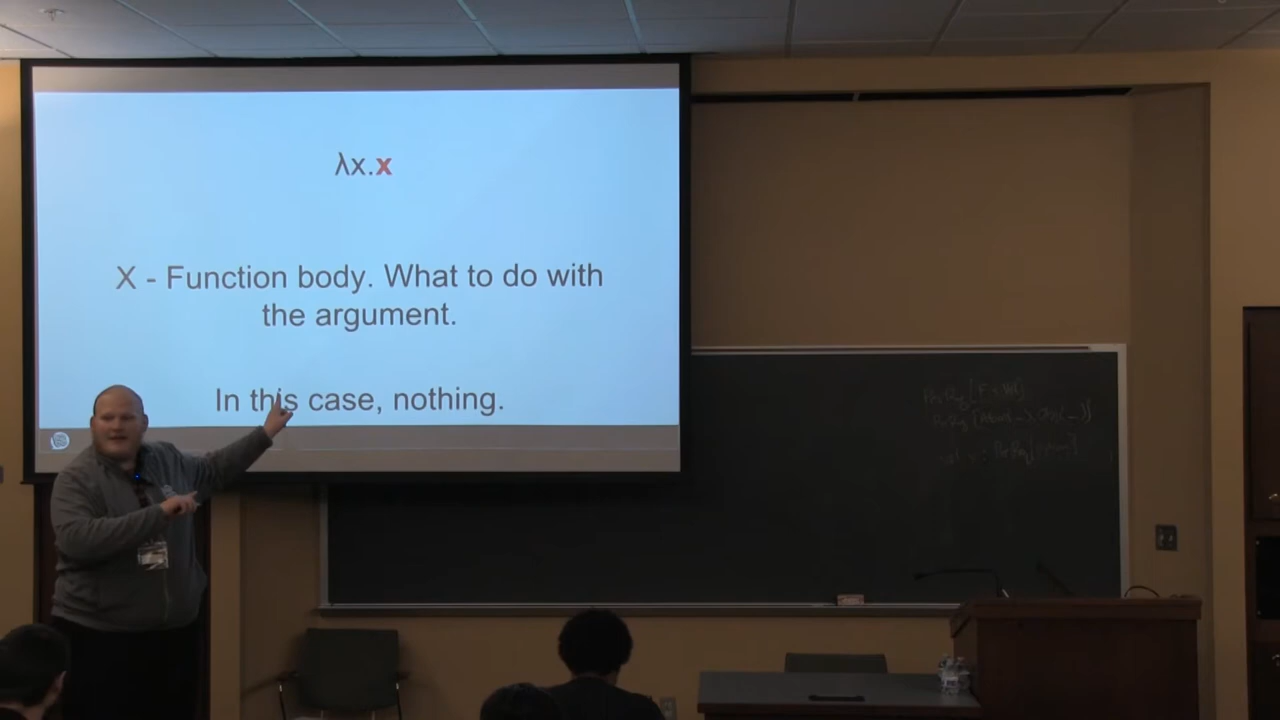 λx.x
X - Function body. What to do with
the argument.
In this case, nothing.